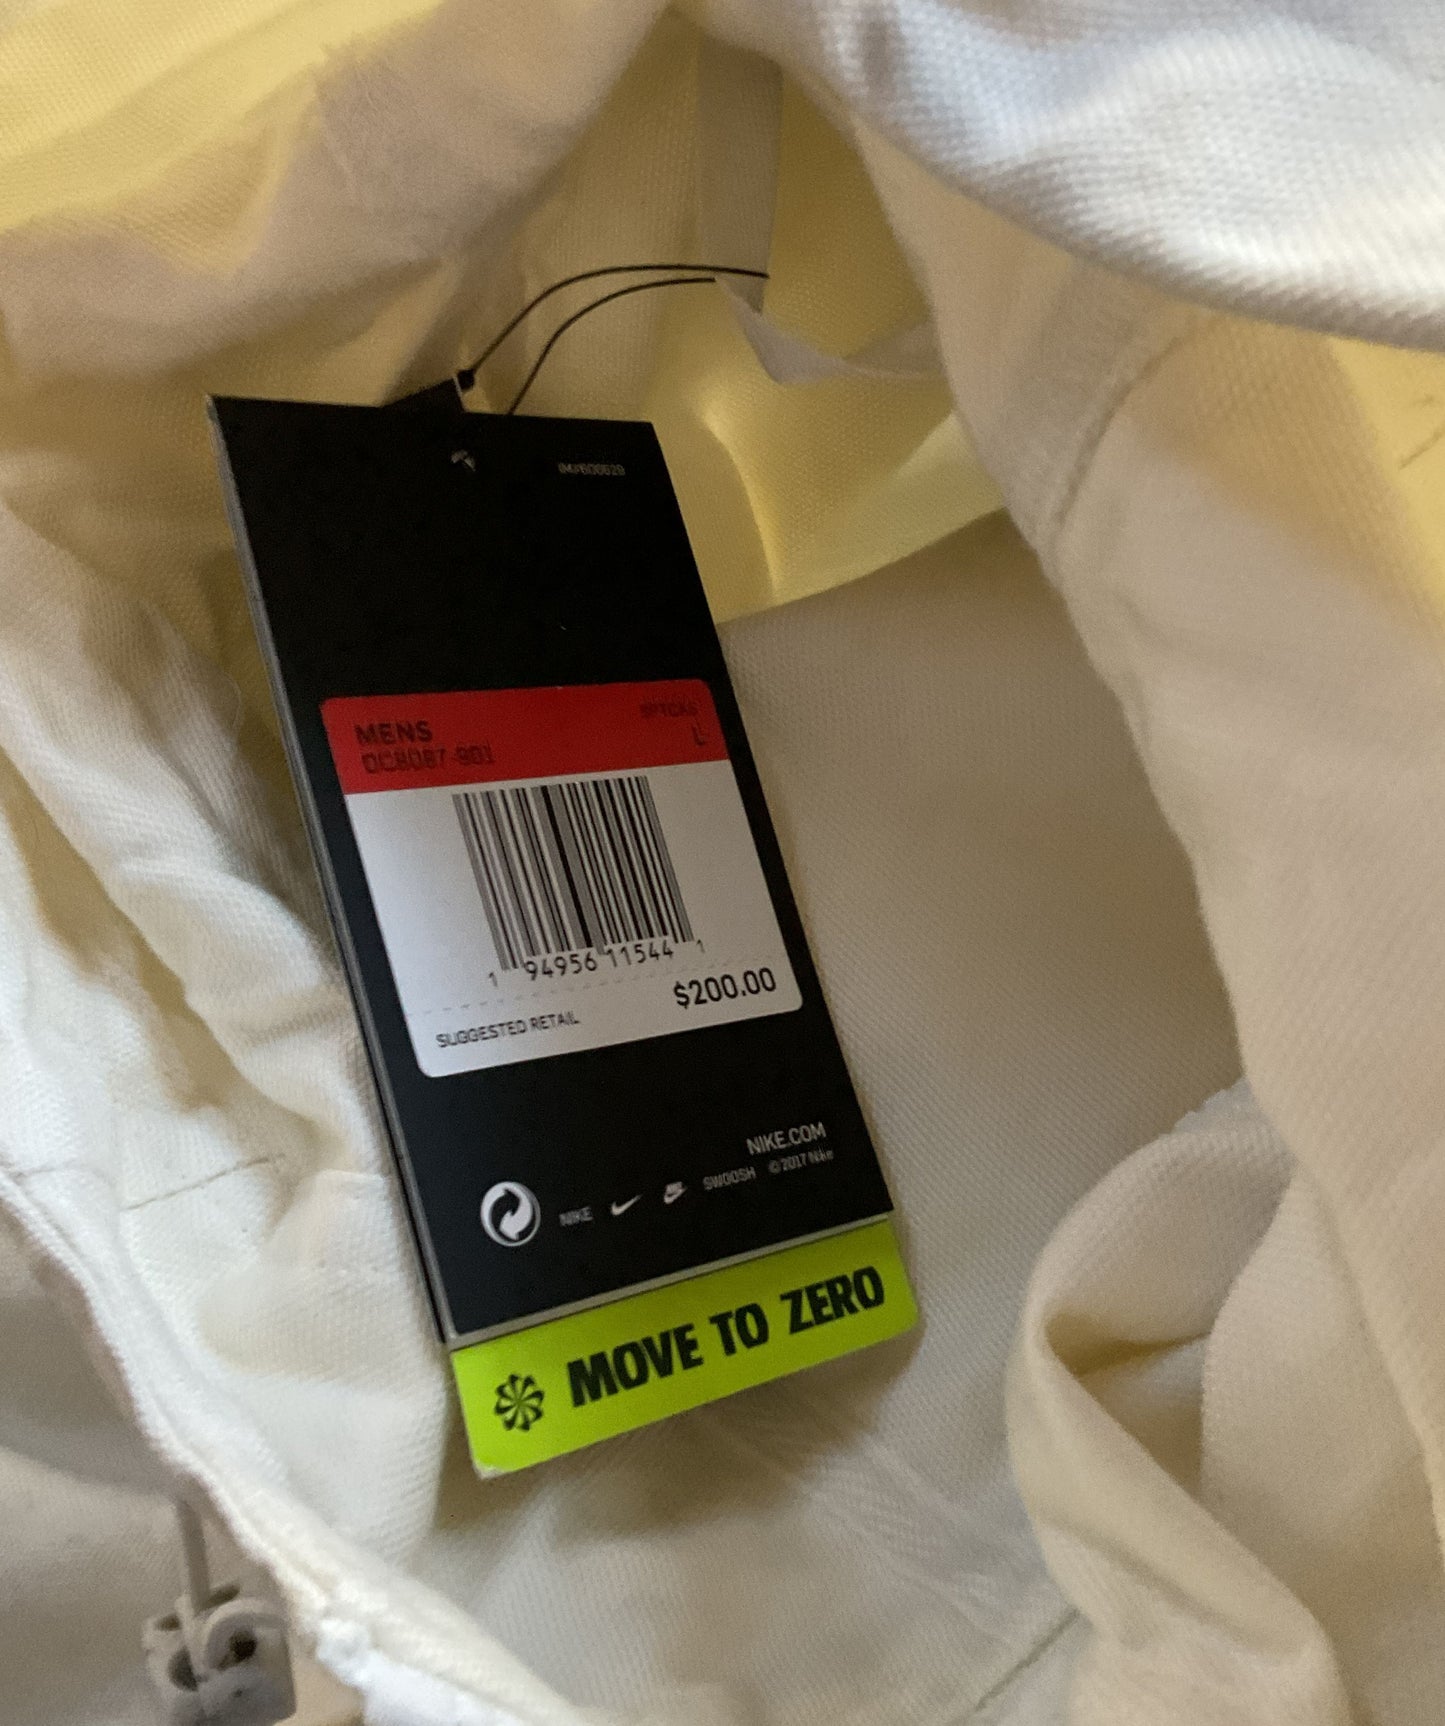 MENS
L
1 94956 11544 1
$200.00
SUGGESTED RETAIL
NIKE.COM
NIKE SWOOSH ©2017 Nike
MOVE TO ZERO